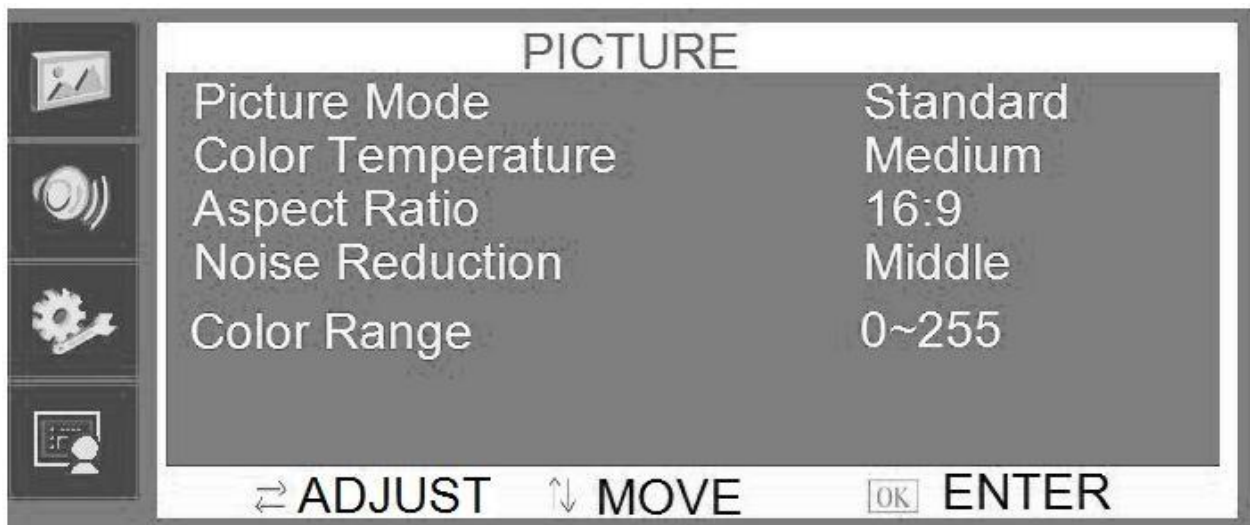 PICTURE
Picture Mode Standard
Color Temperature Medium
Aspect Ratio 16:9
Noise Reduction Middle
Color Range 0~255
⇄ ADJUST ↑↓ MOVE OK ENTER